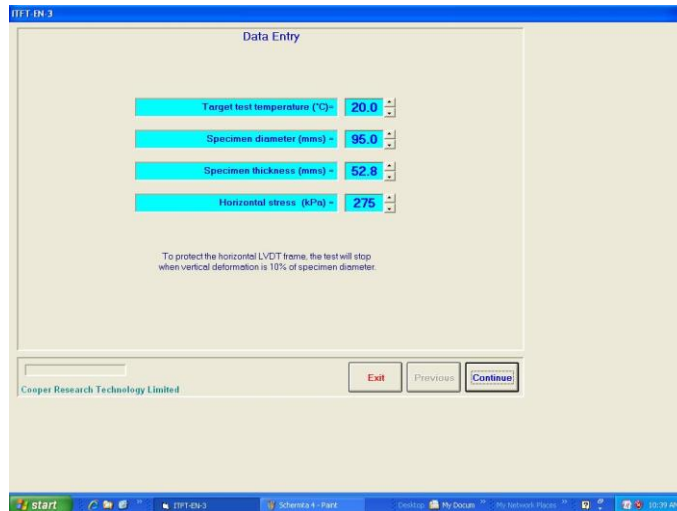 ITFT-EN-3
Data Entry
Target test temperature (°C)= 20.0
Specimen diameter (mms) = 95.0
Specimen thickness (mms) = 52.8
Horizontal stress (kPa) = 275
To protect the horizontal LVDT frame, the test will stop
when vertical deformation is 10% of specimen diameter.
Exit Previous Continue
Cooper Research Technology Limited
start ITFT-EN-3 Schermta 4 - Paint Desktop My Docum My Network Places 10:39 AM